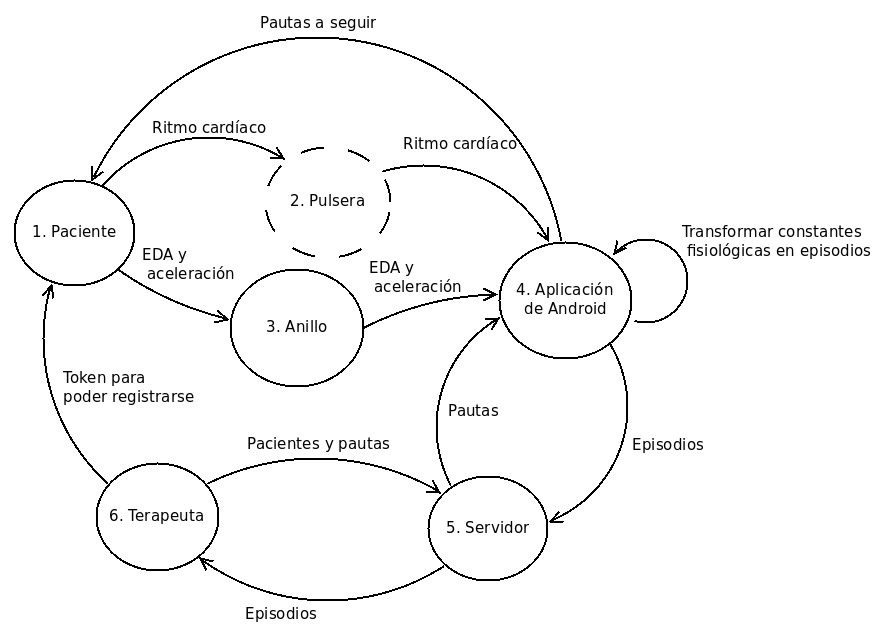 Pautas a seguir
Ritmo cardíaco
Ritmo cardíaco
2. Pulsera
1. Paciente
Transformar constantes
fisiológicas en episodios
EDA y
aceleración
EDA y
aceleración
4. Aplicación
de Android
3. Anillo
Token para
poder registrarse
Pautas
Pacientes y pautas
Episodios
6. Terapeuta
5. Servidor
Episodios